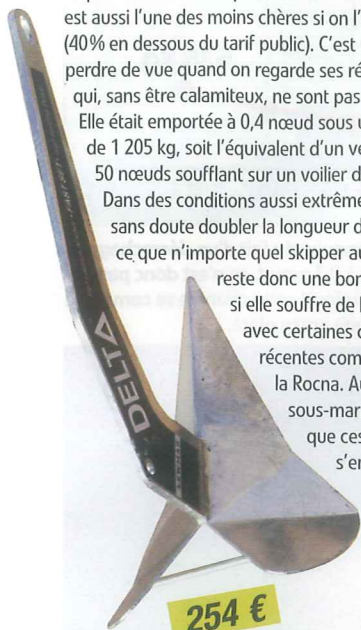 est aussi l'une des moins chères si on l'
(40% en dessous du tarif public). C'est
perdre de vue quand on regarde ses ré
qui, sans être calamiteux, ne sont pas
Elle était emportée à 0,4 nœud sous u
de 1 205 kg, soit l'équivalent d'un ve
50 nœuds soufflant sur un voilier d
Dans des conditions aussi extrême
sans doute doubler la longueur d
ce que n'importe quel skipper au
reste donc une bon
si elle souffre de l
avec certaines c
récentes com
la Rocna. Au
sous-mar
que ces
s'en
DELTA
254 €